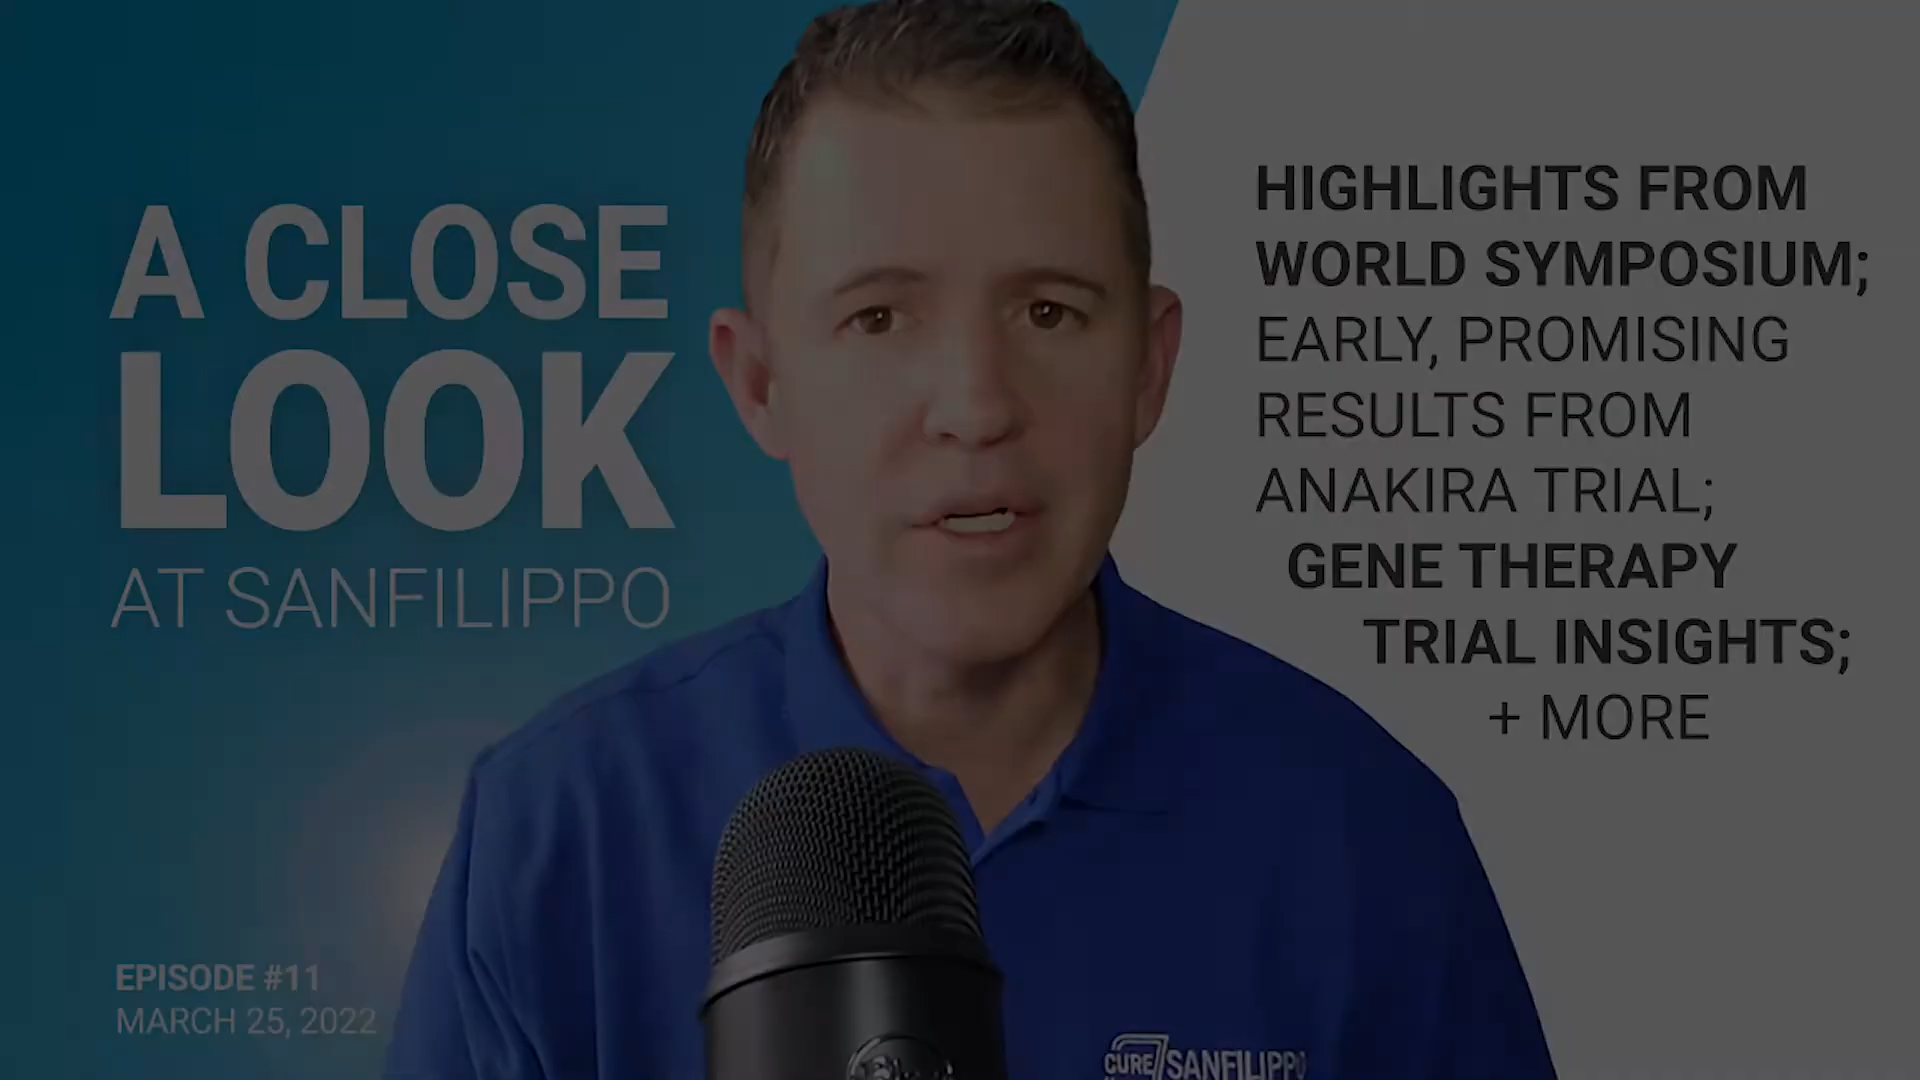 A CLOSE
LOOK
AT SANFILIPPO
EPISODE #11
MARCH 25, 2022
HIGHLIGHTS FROM
WORLD SYMPOSIUM;
EARLY, PROMISING
RESULTS FROM
ANAKIRA TRIAL;
GENE THERAPY
TRIAL INSIGHTS;
+ MORE
CURE SANFILIPPO